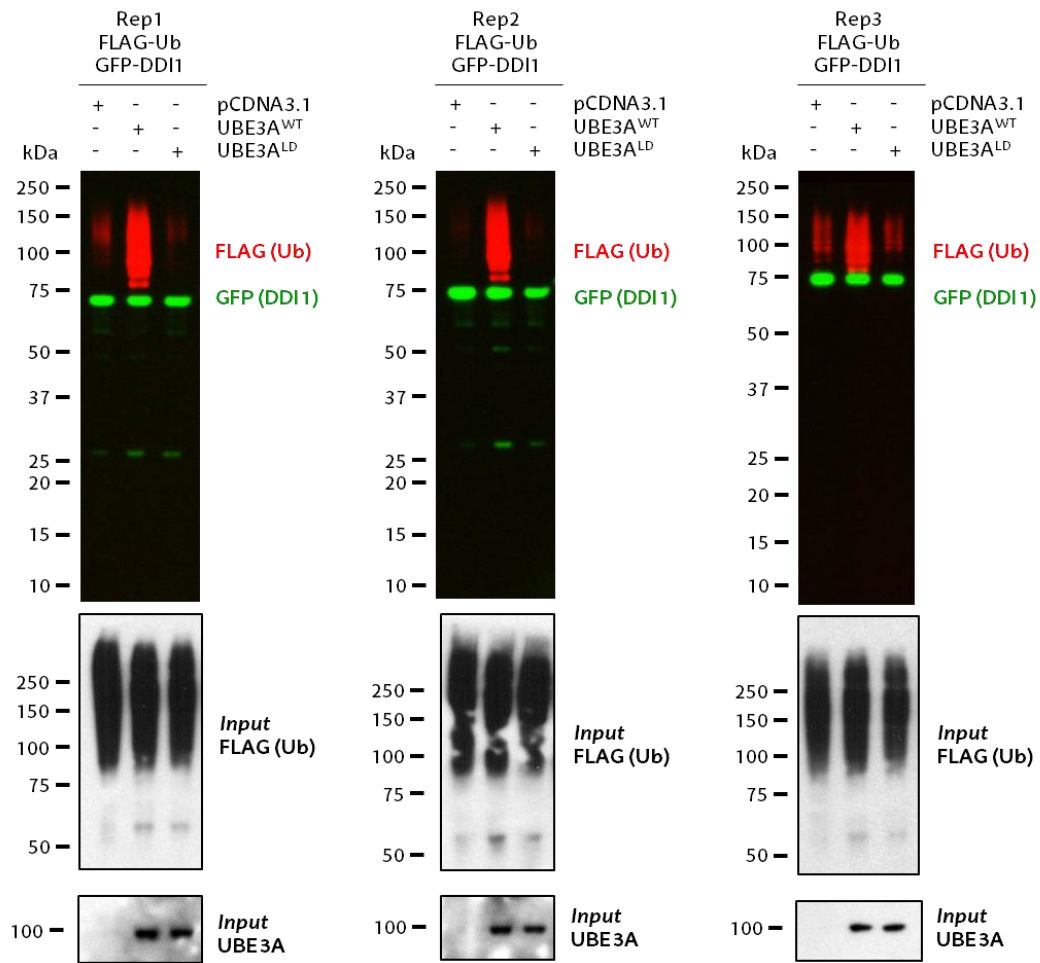 Rep1
FLAG-Ub
GFP-DDI1
+ - - pCDNA3.1
- + - UBE3AWT
- - + UBE3ALD
kDa
250
150
100
75
50
37
25
20
15
10
FLAG (Ub)
GFP (DDI1)
250
150
100
75
50
Input
FLAG (Ub)
100
Input
UBE3A
Rep2
FLAG-Ub
GFP-DDI1
+ - - pCDNA3.1
- + - UBE3AWT
- - + UBE3ALD
kDa
250
150
100
75
50
37
25
20
15
10
FLAG (Ub)
GFP (DDI1)
250
150
100
75
50
Input
FLAG (Ub)
100
Input
UBE3A
Rep3
FLAG-Ub
GFP-DDI1
+ - - pCDNA3.1
- + - UBE3AWT
- - + UBE3ALD
kDa
250
150
100
75
50
37
25
20
15
10
FLAG (Ub)
GFP (DDI1)
250
150
100
75
50
Input
FLAG (Ub)
100
Input
UBE3A